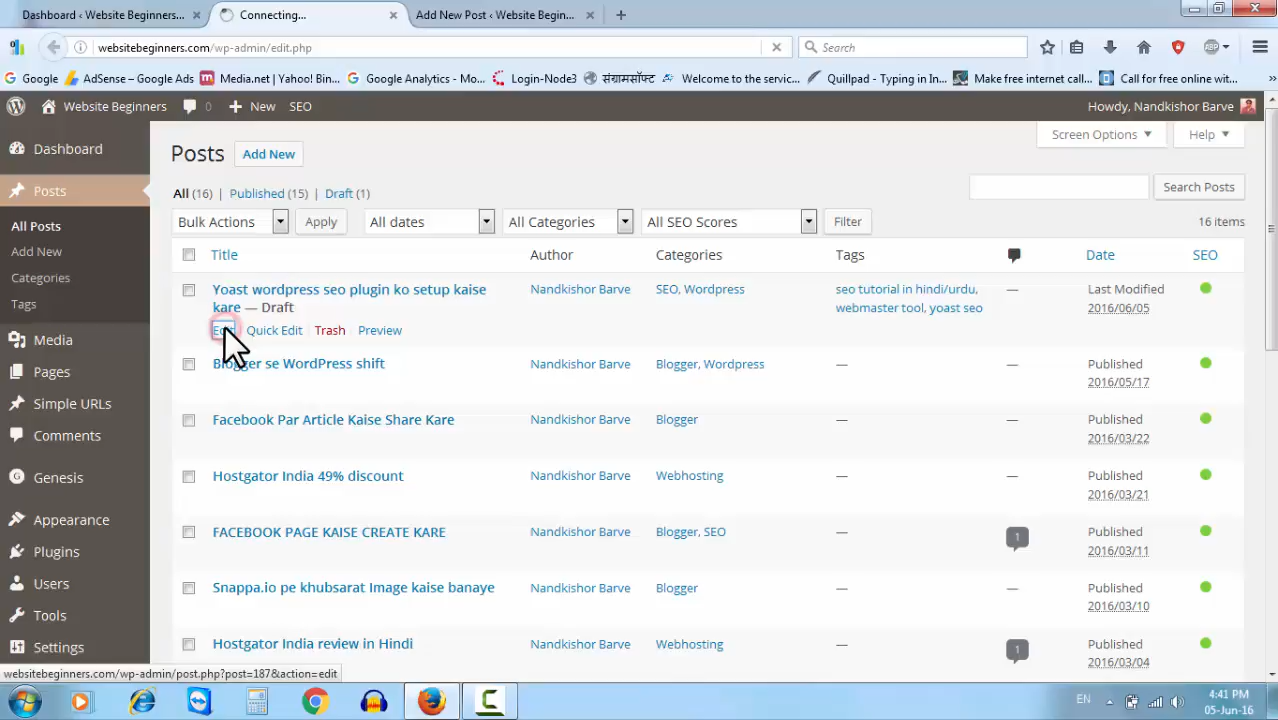 Dashboard ‹ Website Beginners...
Connecting...
Add New Post ‹ Website Begin...
websitebeginners.com/wp-admin/edit.php
Search
ABP
Google
AdSense – Google Ads
Media.net | Yahoo! Bin...
Google Analytics - Mo...
Login-Node3
संग्रामसॉफ्ट
Welcome to the servic...
Quillpad - Typing in In...
Make free internet call...
Call for free online wit...
Website Beginners
0
New
SEO
Howdy, Nandkishor Barve
Dashboard
Posts
All Posts
Add New
Categories
Tags
Media
Pages
Simple URLs
Comments
Genesis
Appearance
Plugins
Users
Tools
Settings
Screen Options
Help
Posts
Add New
All (16) | Published (15) | Draft (1)
Search Posts
Bulk Actions
Apply
All dates
All Categories
All SEO Scores
Filter
16 items
Title
Author
Categories
Tags
Date
SEO
Yoast wordpress seo plugin ko setup kaise
kare — Draft
Quick Edit
Trash
Preview
Nandkishor Barve
SEO, Wordpress
seo tutorial in hindi/urdu,
webmaster tool, yoast seo
—
Last Modified
2016/06/05
Blogger se WordPress shift
Nandkishor Barve
Blogger, Wordpress
—
—
Published
2016/05/17
Facebook Par Article Kaise Share Kare
Nandkishor Barve
Blogger
—
—
Published
2016/03/22
Hostgator India 49% discount
Nandkishor Barve
Webhosting
—
—
Published
2016/03/21
FACEBOOK PAGE KAISE CREATE KARE
Nandkishor Barve
Blogger, SEO
—
1
Published
2016/03/11
Snappa.io pe khubsarat Image kaise banaye
Nandkishor Barve
Blogger
—
—
Published
2016/03/10
Hostgator India review in Hindi
Nandkishor Barve
Webhosting
—
1
Published
2016/03/04
websitebeginners.com/wp-admin/post.php?post=187&action=edit
EN
4:41 PM
05-Jun-16